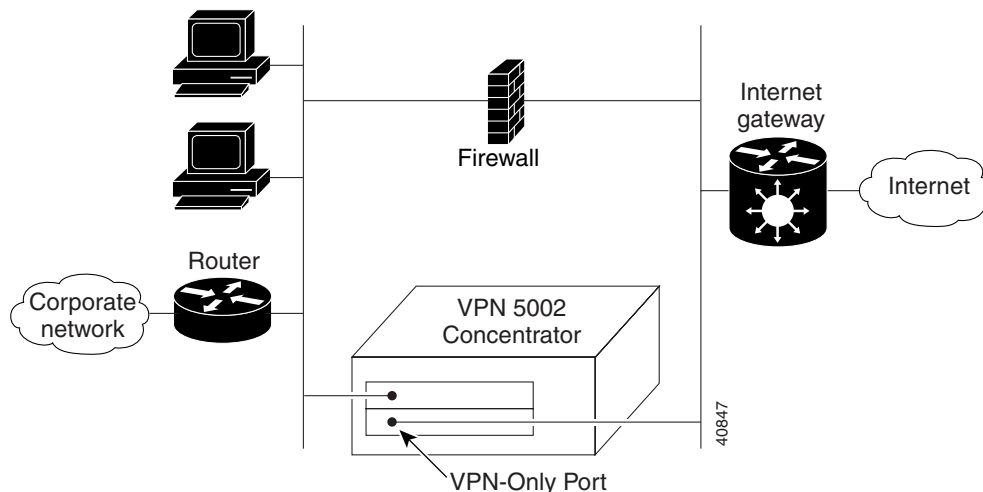 Internet
gateway
Firewall
Internet
Router
Corporate
network
VPN 5002
Concentrator
40847
VPN-Only Port